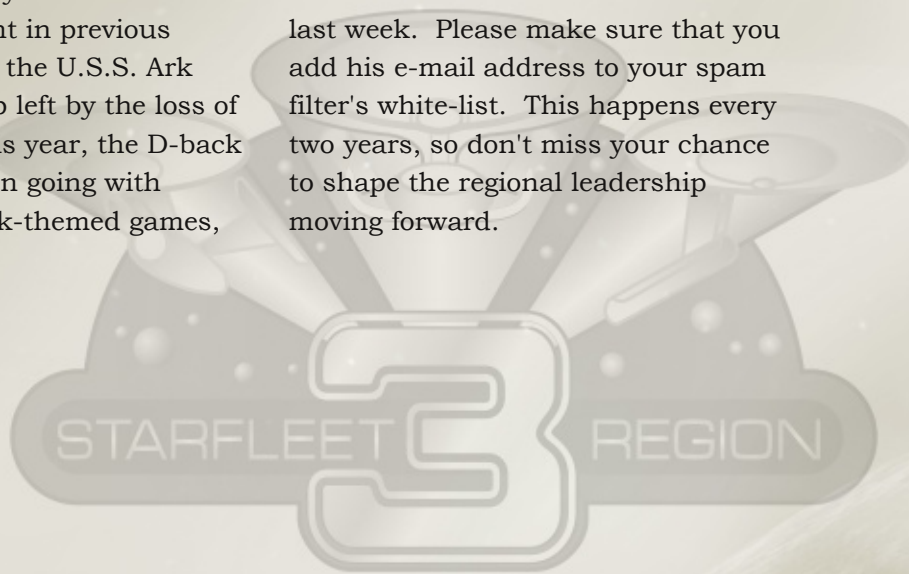 nt in previous
the U.S.S. Ark
left by the loss of
year, the D-back
n going with
k-themed games,
last week. Please make sure that you
add his e-mail address to your spam
filter's white-list. This happens every
two years, so don't miss your chance
to shape the regional leadership
moving forward.
STARFLEET 3 REGION